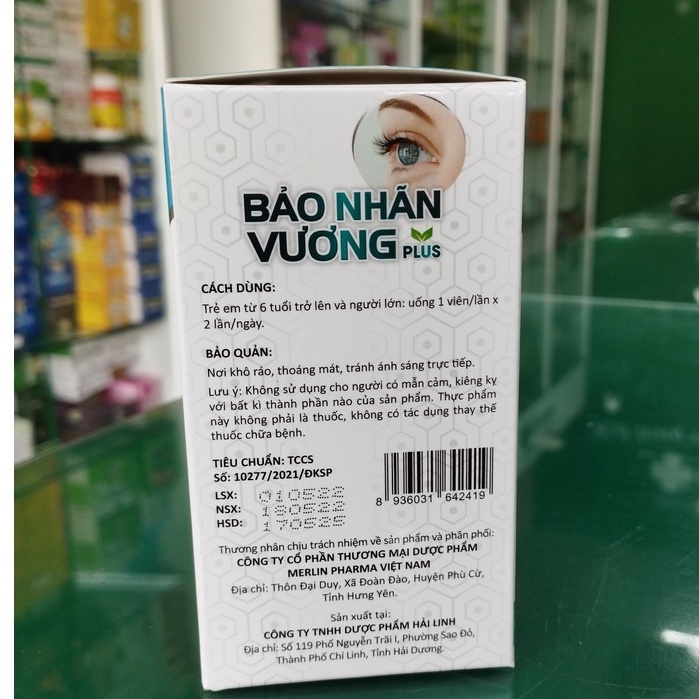 BẢO NHÃN
VƯƠNG PLUS
CÁCH DÙNG:
Trẻ em từ 6 tuổi trở lên và người lớn: uống 1 viên/lần x
2 lần/ngày.
BẢO QUẢN:
Nơi khô ráo, thoáng mát, tránh ánh sáng trực tiếp.
Lưu ý: Không sử dụng cho người có mẫn cảm, kiêng kỵ
với bất kì thành phần nào của sản phẩm. Thực phẩm
này không phải là thuốc, không có tác dụng thay thế
thuốc chữa bệnh.
TIÊU CHUẨN: TCCS
Số: 10277/2021/ĐKSP
LSX: 010522
NSX: 180522
HSD: 170525
8 936031 642419
Thương nhân chịu trách nhiệm về sản phẩm và phân phối:
CÔNG TY CỔ PHẦN THƯƠNG MẠI DƯỢC PHẨM
MERLIN PHARMA VIỆT NAM
Địa chỉ: Thôn Đại Duy, Xã Đoàn Đào, Huyện Phù Cừ,
Tỉnh Hưng Yên.
Sản xuất tại:
CÔNG TY TNHH DƯỢC PHẨM HẢI LINH
Địa chỉ: Số 119 Phố Nguyễn Trãi I, Phường Sao Đỏ,
Thành Phố Chí Linh, Tỉnh Hải Dương.